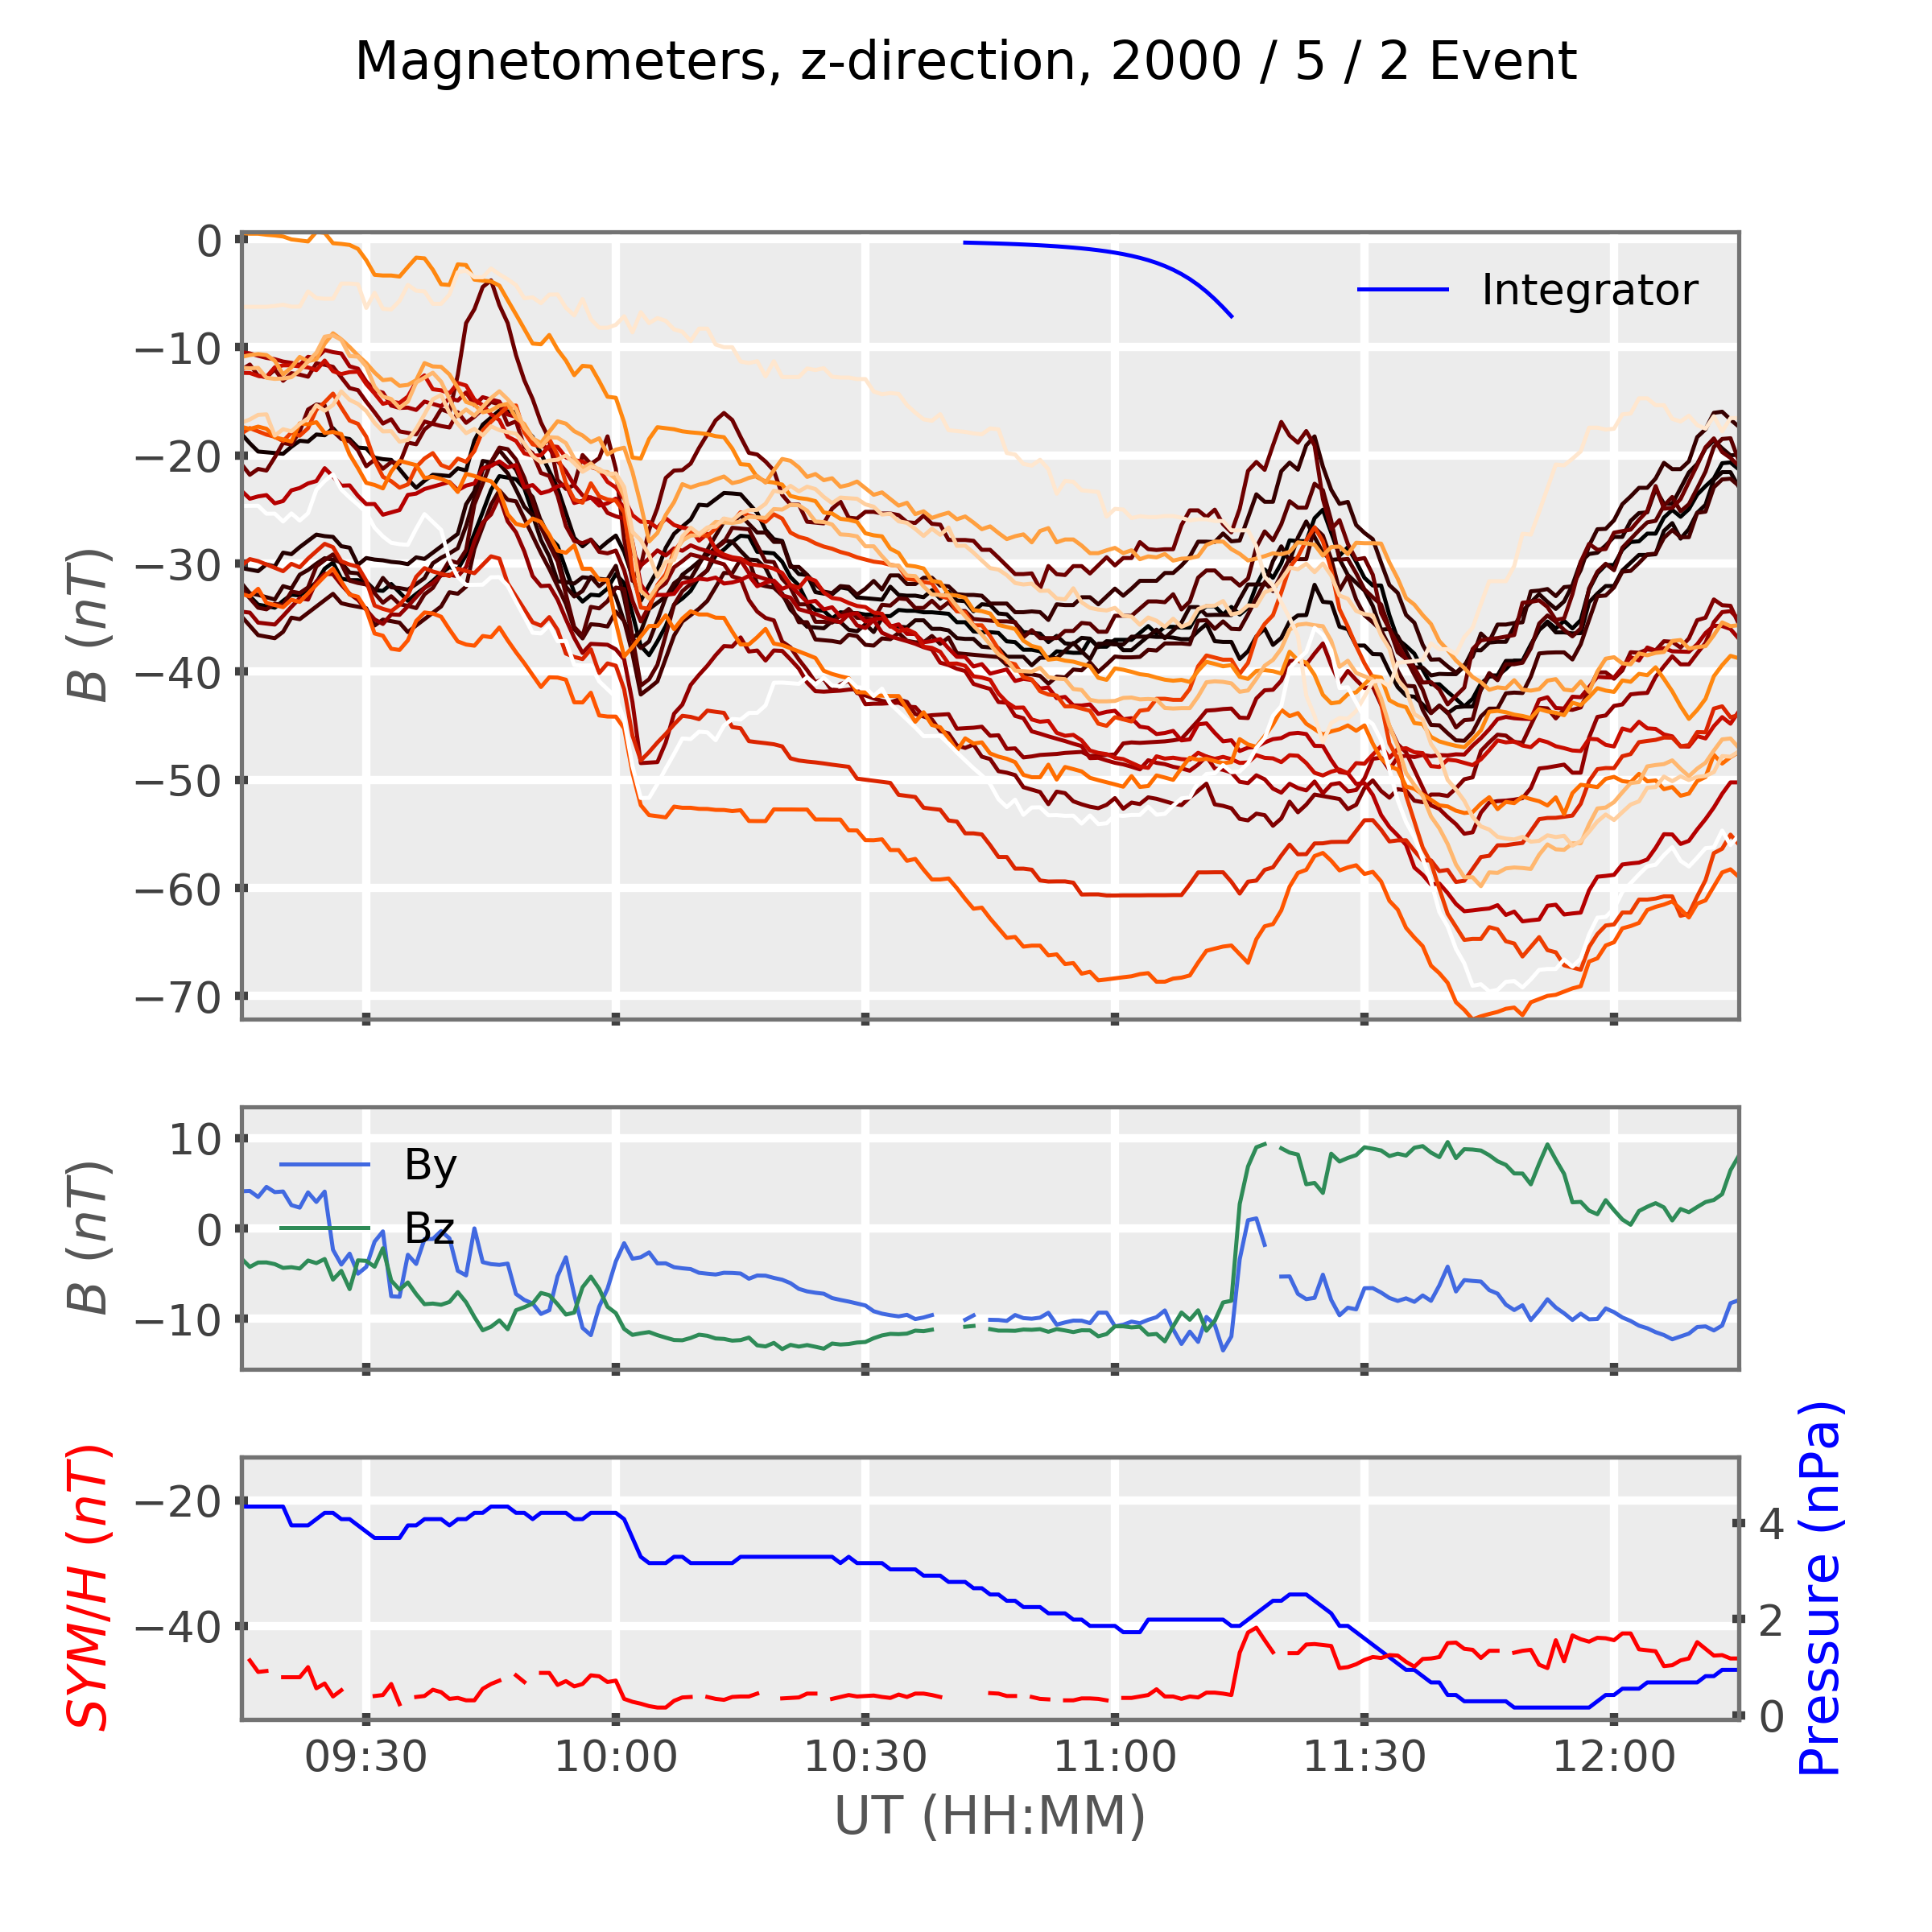 Magnetometers, z-direction, 2000 / 5 / 2 Event
0
−10
−20
−30
−40
−50
−60
−70
B (nT)
Integrator
10
0
−10
B (nT)
By
Bz
−20
−40
SYM/H (nT)
4
2
0
Pressure (nPa)
09:30 10:00 10:30 11:00 11:30 12:00
UT (HH:MM)